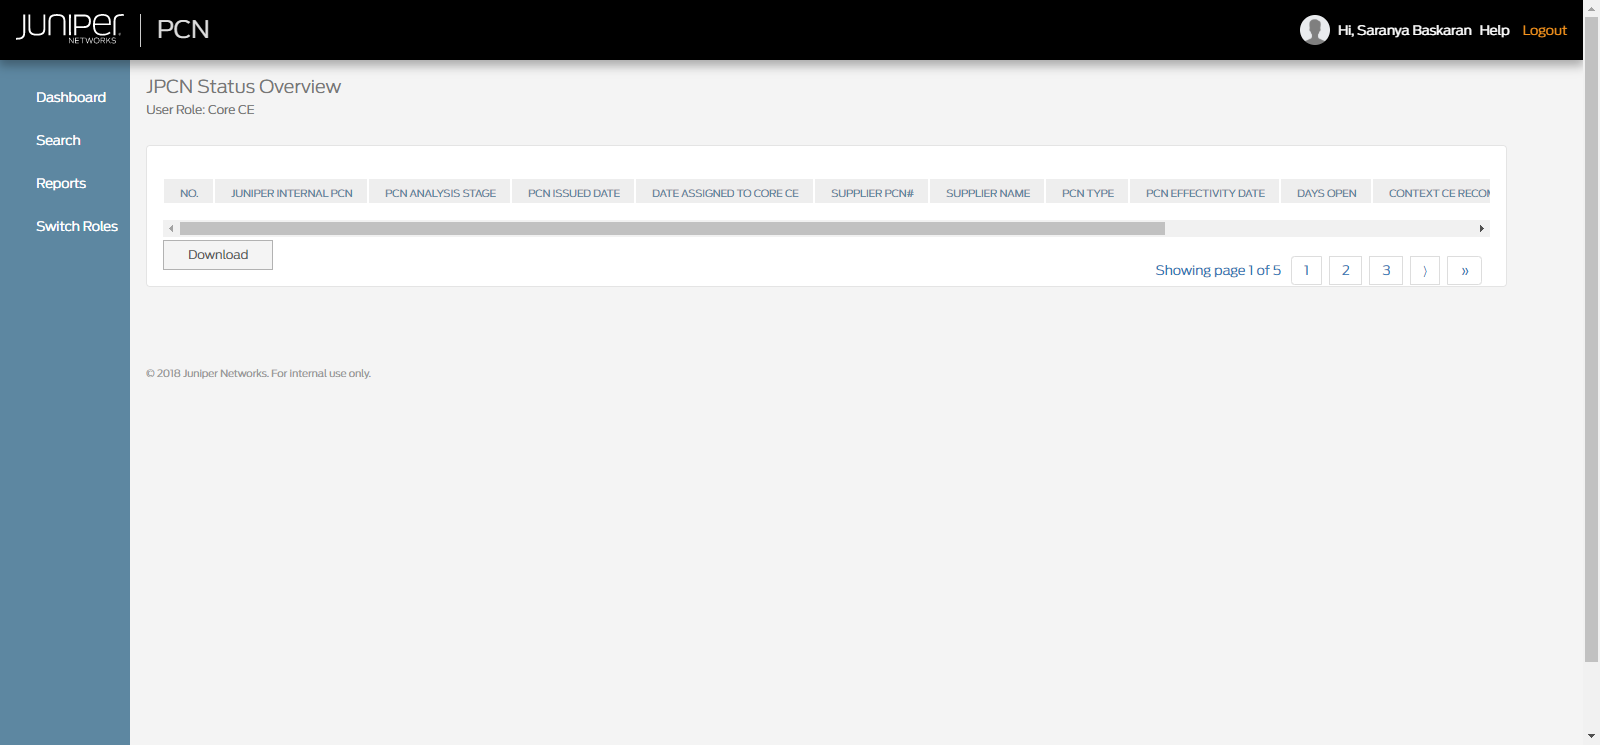 JUNIPER NETWORKS PCN
Hi, Saranya Baskaran Help Logout
Dashboard
Search
Reports
Switch Roles
JPCN Status Overview
User Role: Core CE
NO. JUNIPER INTERNAL PCN PCN ANALYSIS STAGE PCN ISSUED DATE DATE ASSIGNED TO CORE CE SUPPLIER PCN# SUPPLIER NAME PCN TYPE PCN EFFECTIVITY DATE DAYS OPEN CONTEXT CE RECOM
Download
Showing page 1 of 5 1 2 3 ⟩ »
© 2018 Juniper Networks. For internal use only.